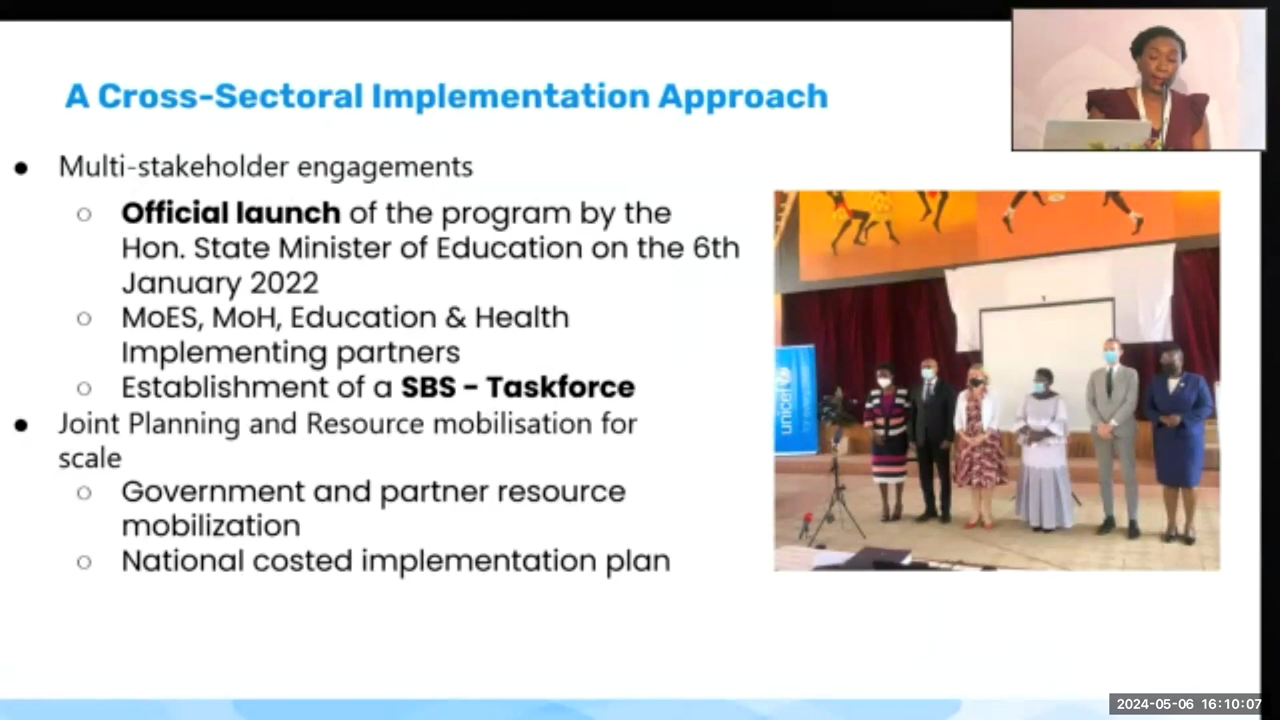 A Cross-Sectoral Implementation Approach
● Multi-stakeholder engagements
○ Official launch of the program by the
Hon. State Minister of Education on the 6th
January 2022
○ MoES, MoH, Education & Health
Implementing partners
○ Establishment of a SBS – Taskforce
● Joint Planning and Resource mobilisation for
scale
○ Government and partner resource
mobilization
○ National costed implementation plan
unicef
2024-05-06 16:10:07